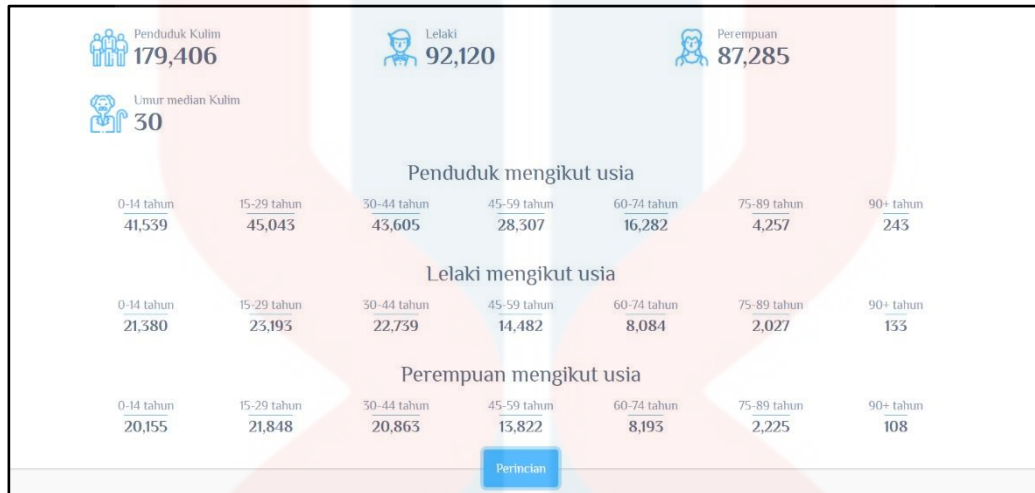 Penduduk Kulim
179,406
Lelaki
92,120
Perempuan
87,285
Umur median Kulim
30
Penduduk mengikut usia
0-14 tahun 15-29 tahun 30-44 tahun 45-59 tahun 60-74 tahun 75-89 tahun 90+ tahun
41,539 45,043 43,605 28,307 16,282 4,257 243
Lelaki mengikut usia
0-14 tahun 15-29 tahun 30-44 tahun 45-59 tahun 60-74 tahun 75-89 tahun 90+ tahun
21,380 23,193 22,739 14,482 8,084 2,027 133
Perempuan mengikut usia
0-14 tahun 15-29 tahun 30-44 tahun 45-59 tahun 60-74 tahun 75-89 tahun 90+ tahun
20,155 21,848 20,863 13,822 8,193 2,225 108
Perincian